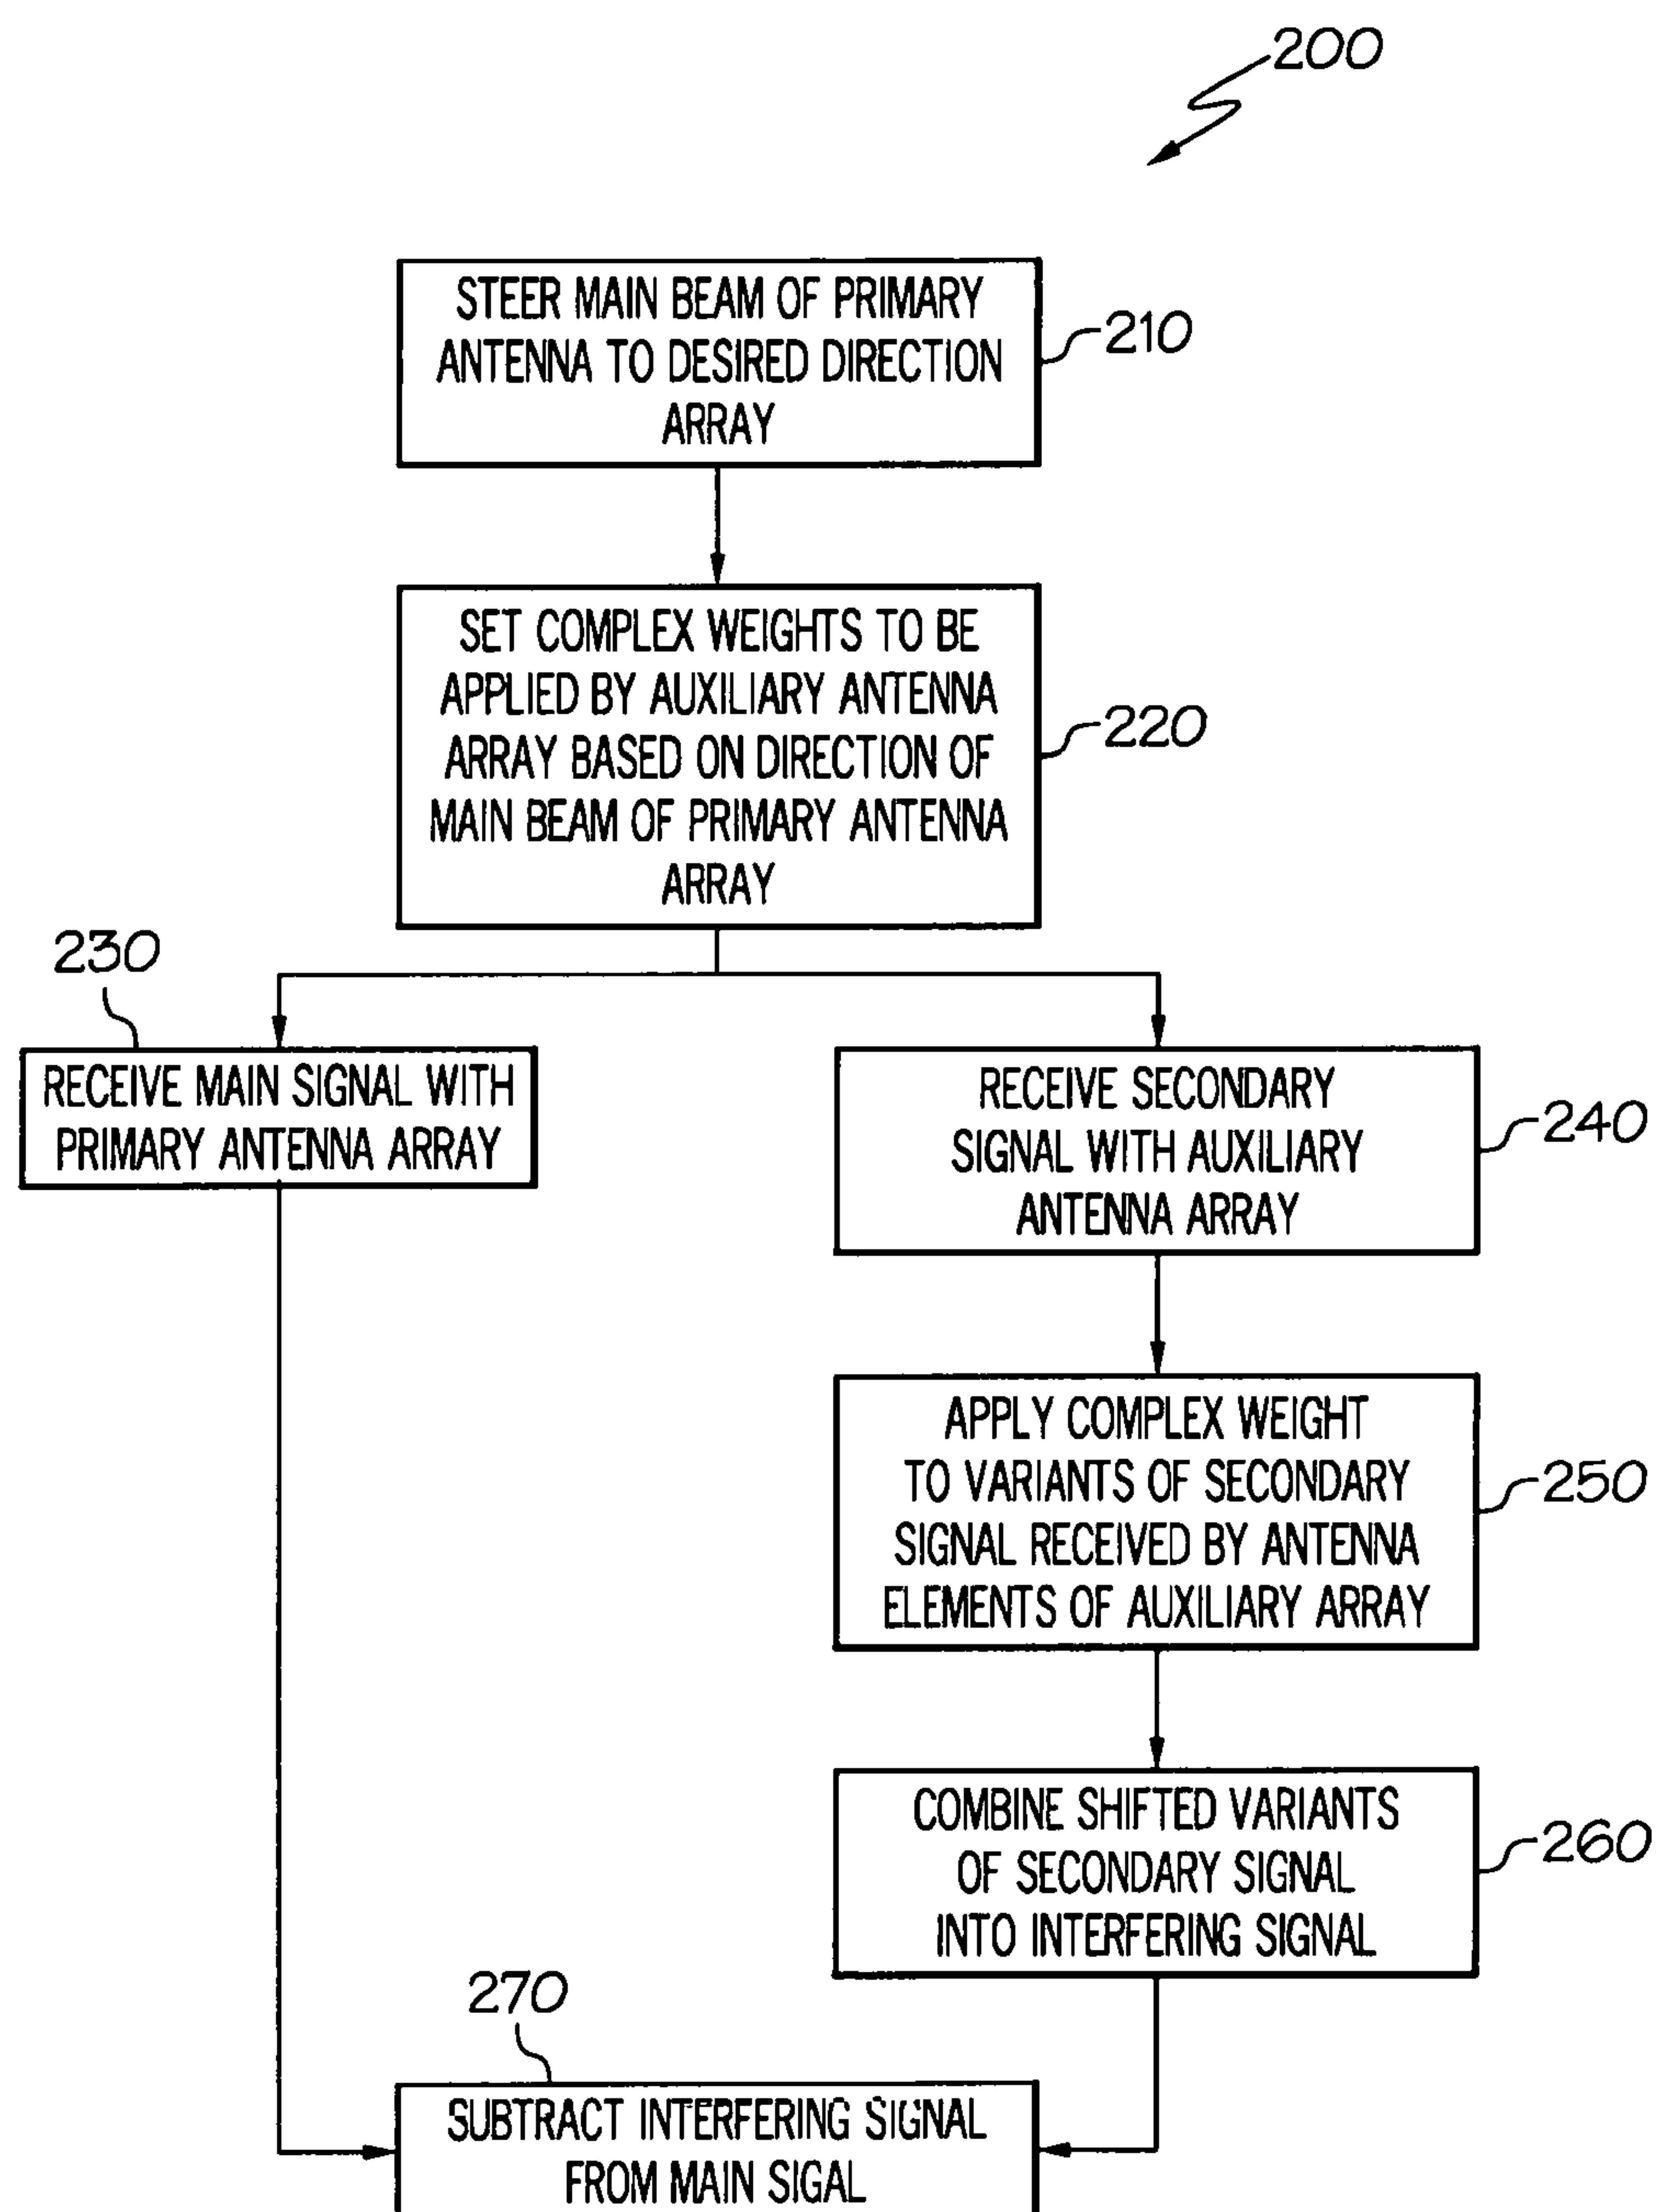 200
STEER MAIN BEAM OF PRIMARY
ANTENNA TO DESIRED DIRECTION
ARRAY
210
SET COMPLEX WEIGHTS TO BE
APPLIED BY AUXILIARY ANTENNA
ARRAY BASED ON DIRECTION OF
MAIN BEAM OF PRIMARY ANTENNA
ARRAY
220
230
RECEIVE MAIN SIGNAL WITH
PRIMARY ANTENNA ARRAY
RECEIVE SECONDARY
SIGNAL WITH AUXILIARY
ANTENNA ARRAY
240
APPLY COMPLEX WEIGHT
TO VARIANTS OF SECONDARY
SIGNAL RECEIVED BY ANTENNA
ELEMENTS OF AUXILIARY ARRAY
250
COMBINE SHIFTED VARIANTS
OF SECONDARY SIGNAL
INTO INTERFERING SIGNAL
260
270
SUBTRACT INTERFERING SIGNAL
FROM MAIN SIGAL